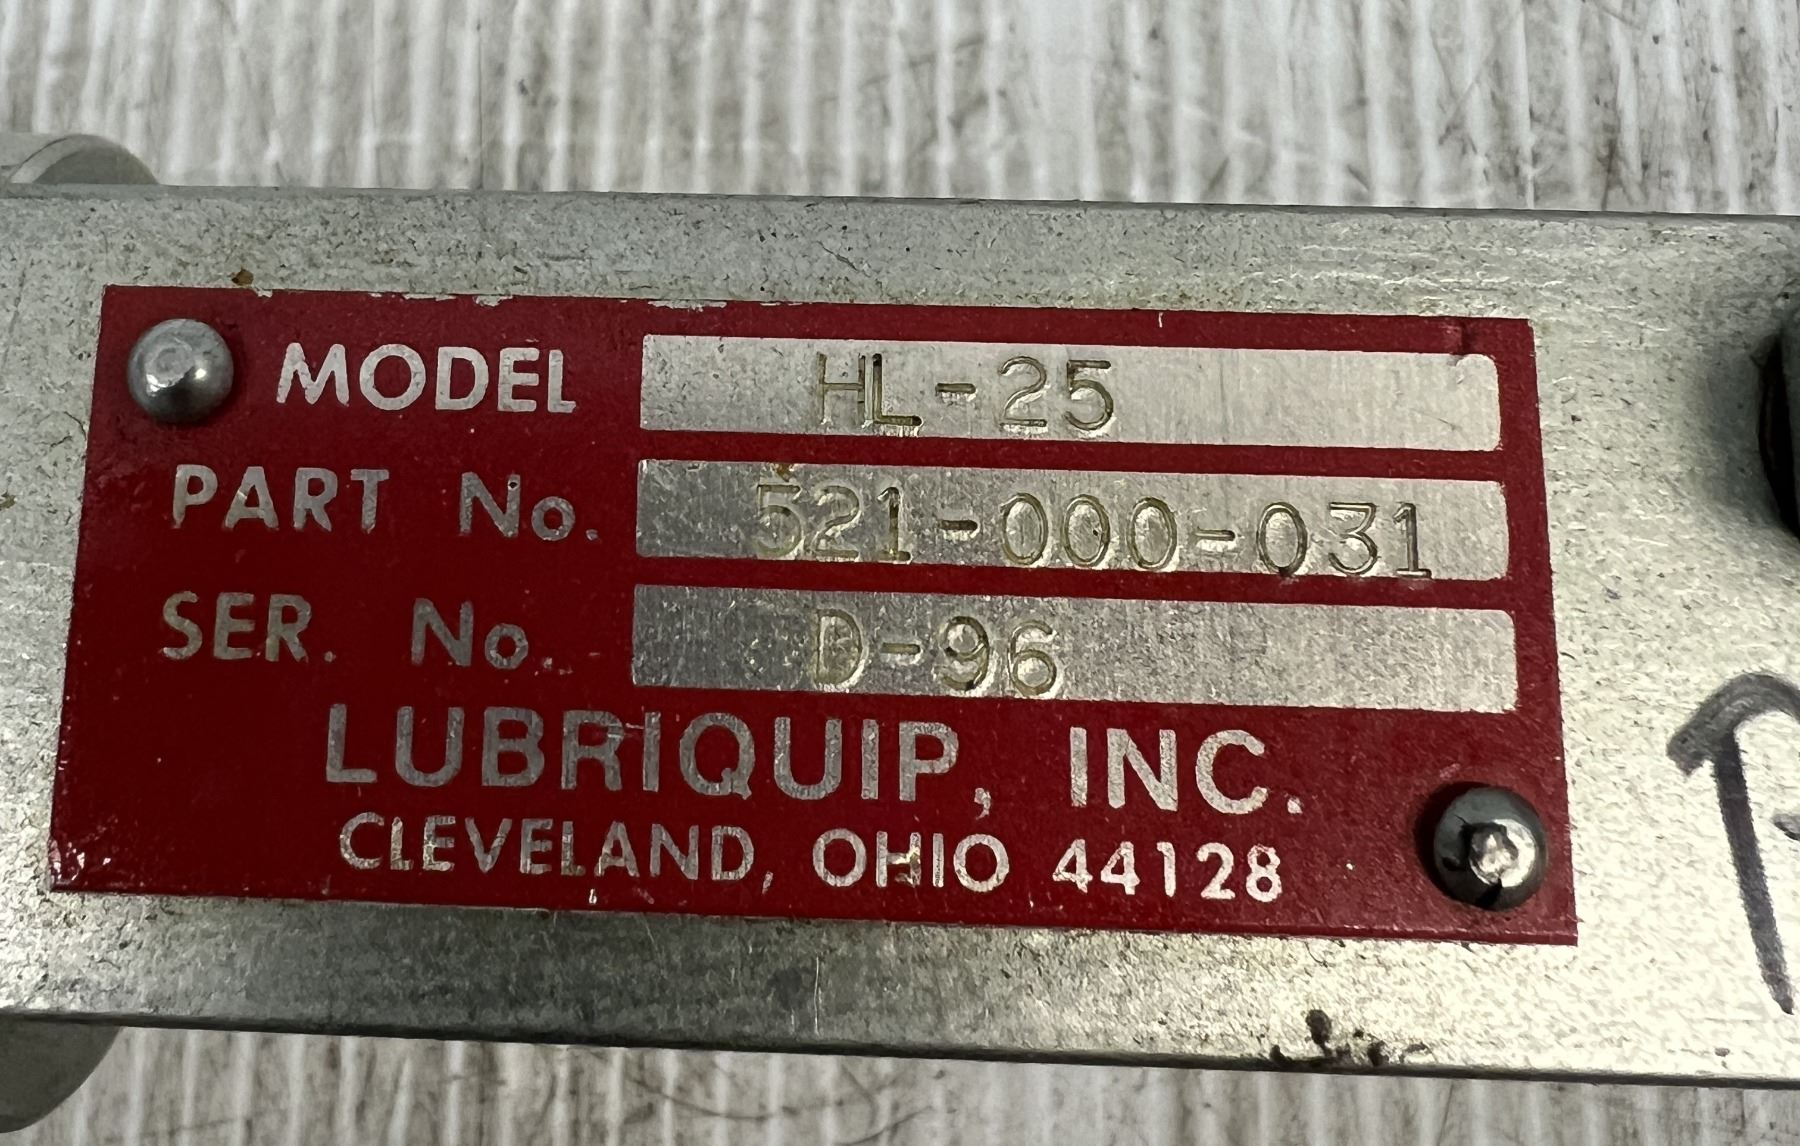 MODEL HL-25
PART No. 521-000-031
SER. No. D-96
LUBRIQUIP, INC.
CLEVELAND, OHIO 44128